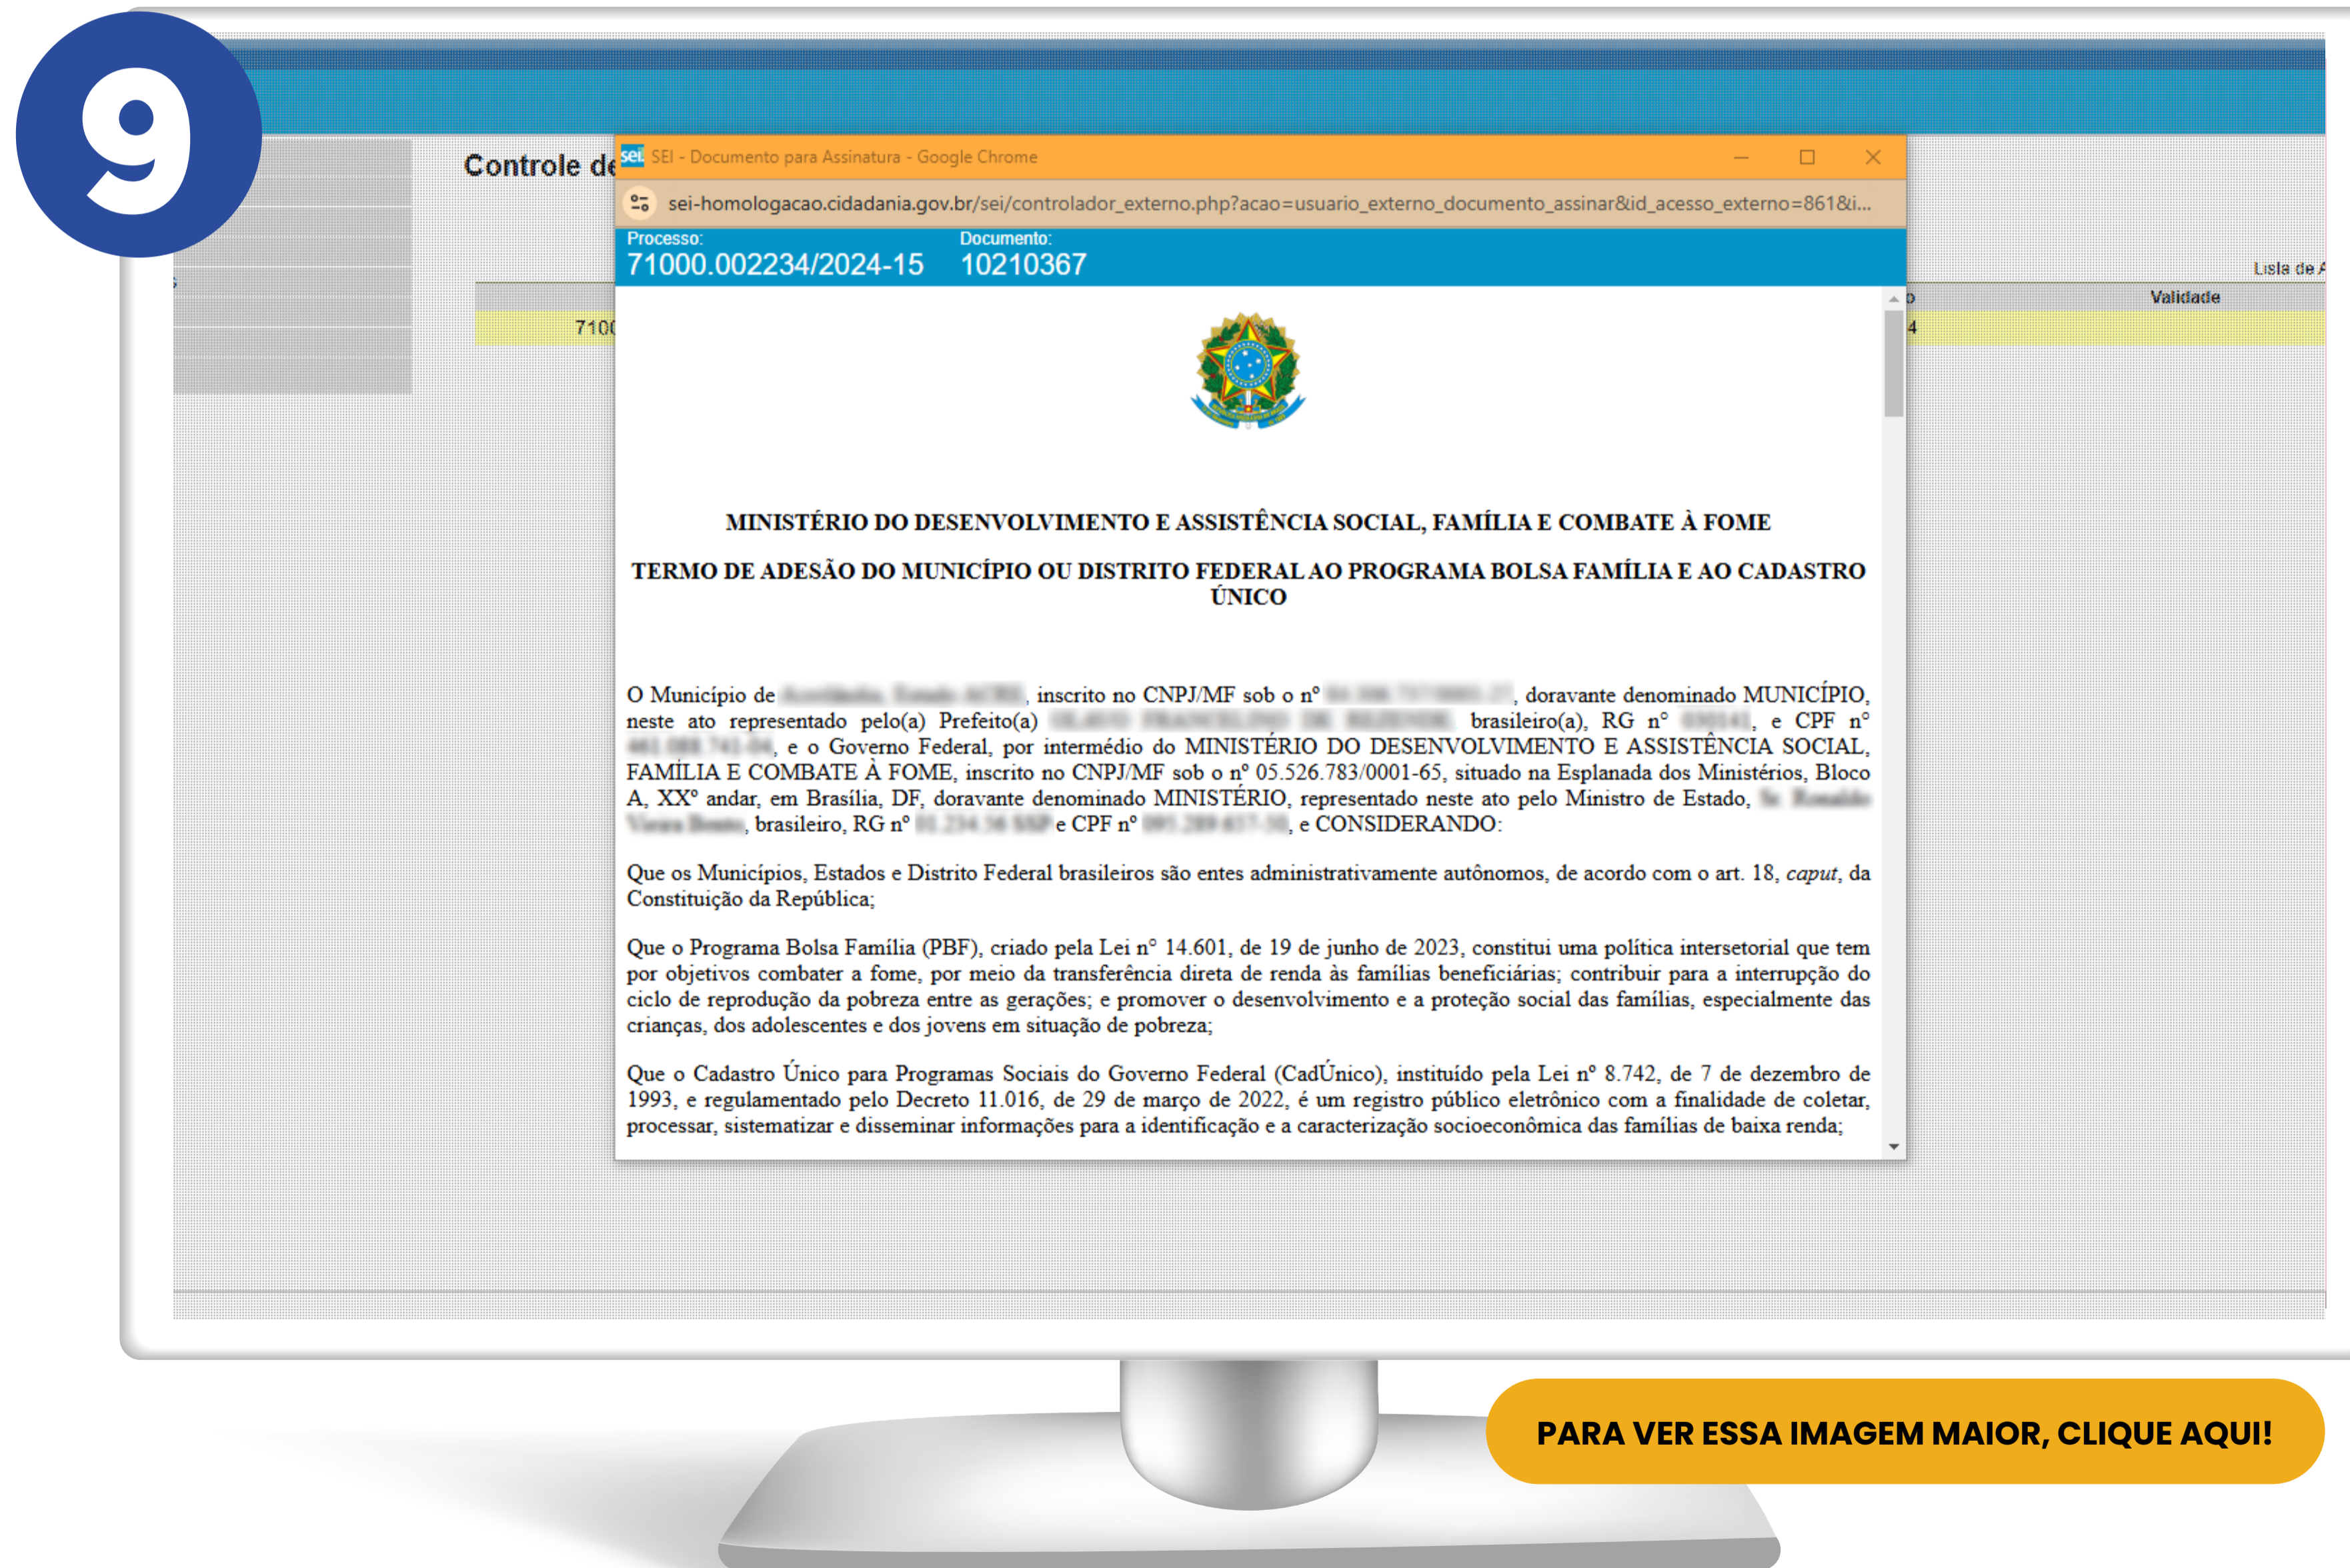 9
Controle de
sei! SEI - Documento para Assinatura - Google Chrome
sei-homologacao.cidadania.gov.br/sei/controlador_externo.php?acao=usuario_externo_documento_assinar&id_acesso_externo=861&i...
Processo: Documento:
71000.002234/2024-15 10210367
Lista de A
Validade
7100
4
MINISTÉRIO DO DESENVOLVIMENTO E ASSISTÊNCIA SOCIAL, FAMÍLIA E COMBATE À FOME
TERMO DE ADESÃO DO MUNICÍPIO OU DISTRITO FEDERAL AO PROGRAMA BOLSA FAMÍLIA E AO CADASTRO
ÚNICO
O Município de , inscrito no CNPJ/MF sob o nº , doravante denominado MUNICÍPIO,
neste ato representado pelo(a) Prefeito(a) brasileiro(a), RG n° , e CPF n°
, e o Governo Federal, por intermédio do MINISTÉRIO DO DESENVOLVIMENTO E ASSISTÊNCIA SOCIAL,
FAMÍLIA E COMBATE À FOME, inscrito no CNPJ/MF sob o nº 05.526.783/0001-65, situado na Esplanada dos Ministérios, Bloco
A, XXº andar, em Brasília, DF, doravante denominado MINISTÉRIO, representado neste ato pelo Ministro de Estado,
, brasileiro, RG nº e CPF nº , e CONSIDERANDO:
Que os Municípios, Estados e Distrito Federal brasileiros são entes administrativamente autônomos, de acordo com o art. 18, caput, da
Constituição da República;
Que o Programa Bolsa Família (PBF), criado pela Lei n° 14.601, de 19 de junho de 2023, constitui uma política intersetorial que tem
por objetivos combater a fome, por meio da transferência direta de renda às famílias beneficiárias; contribuir para a interrupção do
ciclo de reprodução da pobreza entre as gerações; e promover o desenvolvimento e a proteção social das famílias, especialmente das
crianças, dos adolescentes e dos jovens em situação de pobreza;
Que o Cadastro Único para Programas Sociais do Governo Federal (CadÚnico), instituído pela Lei nº 8.742, de 7 de dezembro de
1993, e regulamentado pelo Decreto 11.016, de 29 de março de 2022, é um registro público eletrônico com a finalidade de coletar,
processar, sistematizar e disseminar informações para a identificação e a caracterização socioeconômica das famílias de baixa renda;
PARA VER ESSA IMAGEM MAIOR, CLIQUE AQUI!